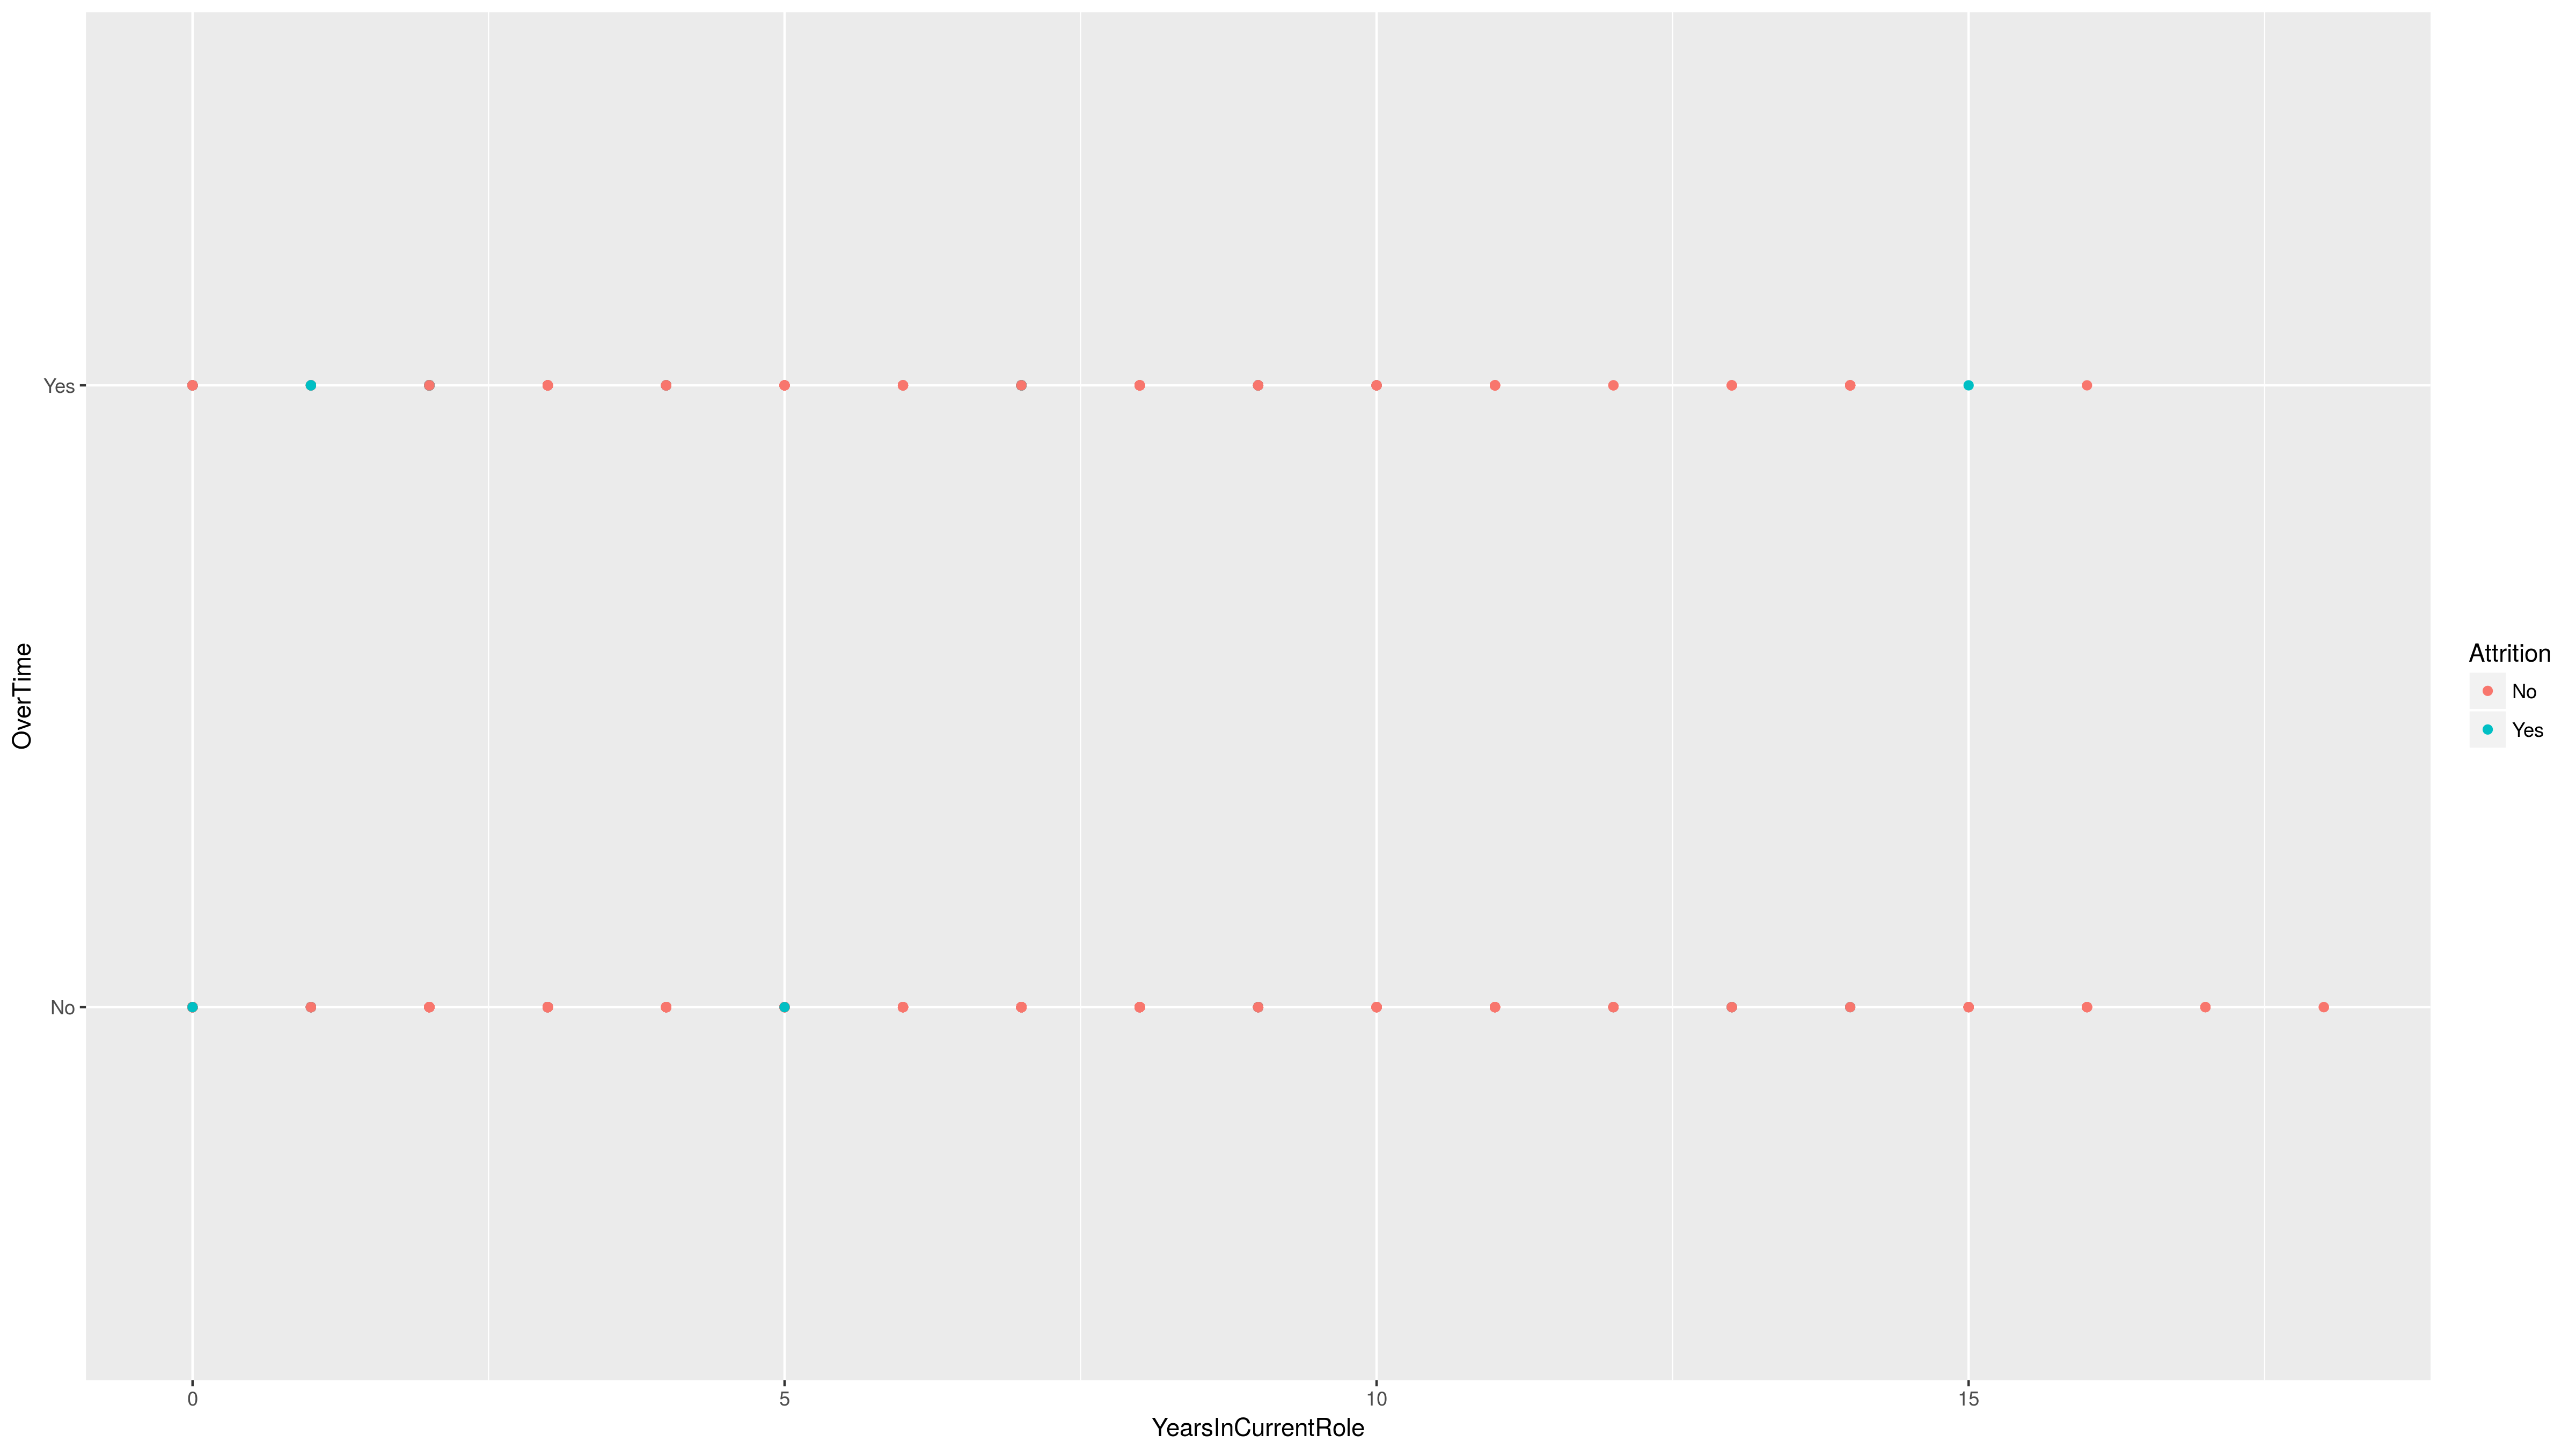 Yes
No
OverTime
0 5 10 15
YearsInCurrentRole
Attrition
No
Yes